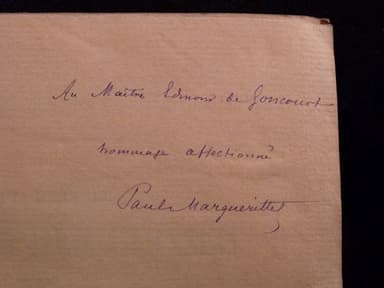 Au Maître Edmond de Goncourt
hommage affectionné
Paul Margueritte